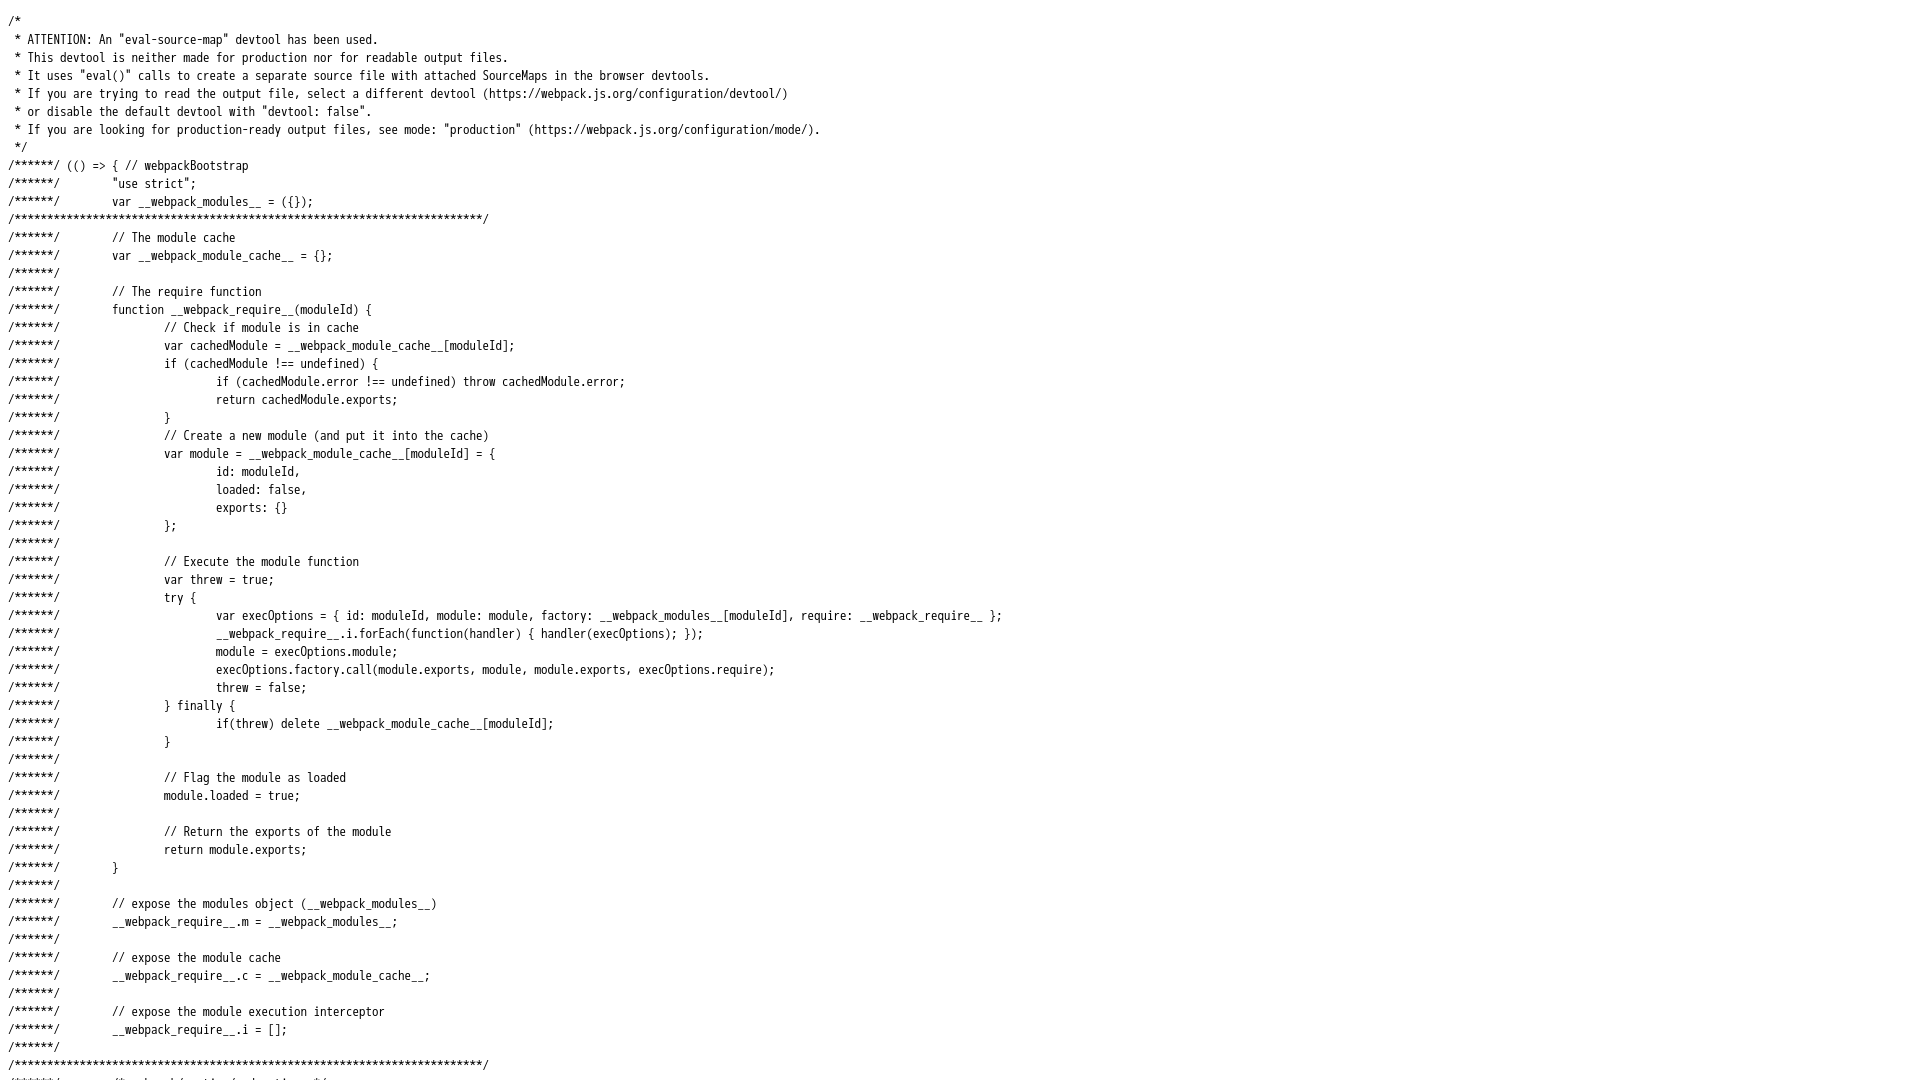 /*
 * ATTENTION: An "eval-source-map" devtool has been used.
 * This devtool is neither made for production nor for readable output files.
 * It uses "eval()" calls to create a separate source file with attached SourceMaps in the browser devtools.
 * If you are trying to read the output file, select a different devtool (https://webpack.js.org/configuration/devtool/)
 * or disable the default devtool with "devtool: false".
 * If you are looking for production-ready output files, see mode: "production" (https://webpack.js.org/configuration/mode/).
 */
/******/ (() => { // webpackBootstrap
/******/ 	"use strict";
/******/ 	var __webpack_modules__ = ({});
/************************************************************************/
/******/ 	// The module cache
/******/ 	var __webpack_module_cache__ = {};
/******/
/******/ 	// The require function
/******/ 	function __webpack_require__(moduleId) {
/******/ 		// Check if module is in cache
/******/ 		var cachedModule = __webpack_module_cache__[moduleId];
/******/ 		if (cachedModule !== undefined) {
/******/ 			if (cachedModule.error !== undefined) throw cachedModule.error;
/******/ 			return cachedModule.exports;
/******/ 		}
/******/ 		// Create a new module (and put it into the cache)
/******/ 		var module = __webpack_module_cache__[moduleId] = {
/******/ 			id: moduleId,
/******/ 			loaded: false,
/******/ 			exports: {}
/******/ 		};
/******/
/******/ 		// Execute the module function
/******/ 		var threw = true;
/******/ 		try {
/******/ 			var execOptions = { id: moduleId, module: module, factory: __webpack_modules__[moduleId], require: __webpack_require__ };
/******/ 			__webpack_require__.i.forEach(function(handler) { handler(execOptions); });
/******/ 			module = execOptions.module;
/******/ 			execOptions.factory.call(module.exports, module, module.exports, execOptions.require);
/******/ 			threw = false;
/******/ 		} finally {
/******/ 			if(threw) delete __webpack_module_cache__[moduleId];
/******/ 		}
/******/
/******/ 		// Flag the module as loaded
/******/ 		module.loaded = true;
/******/
/******/ 		// Return the exports of the module
/******/ 		return module.exports;
/******/ 	}
/******/
/******/ 	// expose the modules object (__webpack_modules__)
/******/ 	__webpack_require__.m = __webpack_modules__;
/******/
/******/ 	// expose the module cache
/******/ 	__webpack_require__.c = __webpack_module_cache__;
/******/
/******/ 	// expose the module execution interceptor
/******/ 	__webpack_require__.i = [];
/******/
/************************************************************************/